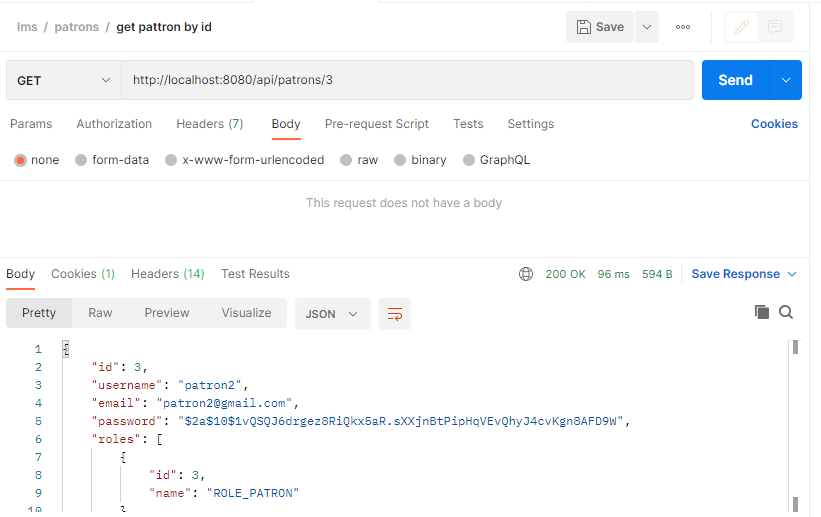 lms / patrons / get pattron by id
Save
GET
http://localhost:8080/api/patrons/3
Send
Params Authorization Headers (7) Body Pre-request Script Tests Settings Cookies
none form-data x-www-form-urlencoded raw binary GraphQL
This request does not have a body
Body Cookies (1) Headers (14) Test Results 200 OK 96 ms 594 B Save Response
Pretty Raw Preview Visualize JSON
1 {
2 "id": 3,
3 "username": "patron2",
4 "email": "patron2@gmail.com",
5 "password": "$2a$10$1vQSQJ6drgez8RiQkx5aR.sXXjnBtPipHqVEvQhyJ4cvKgn8AFD9W",
6 "roles": [
7 {
8 "id": 3,
9 "name": "ROLE_PATRON"
10 }